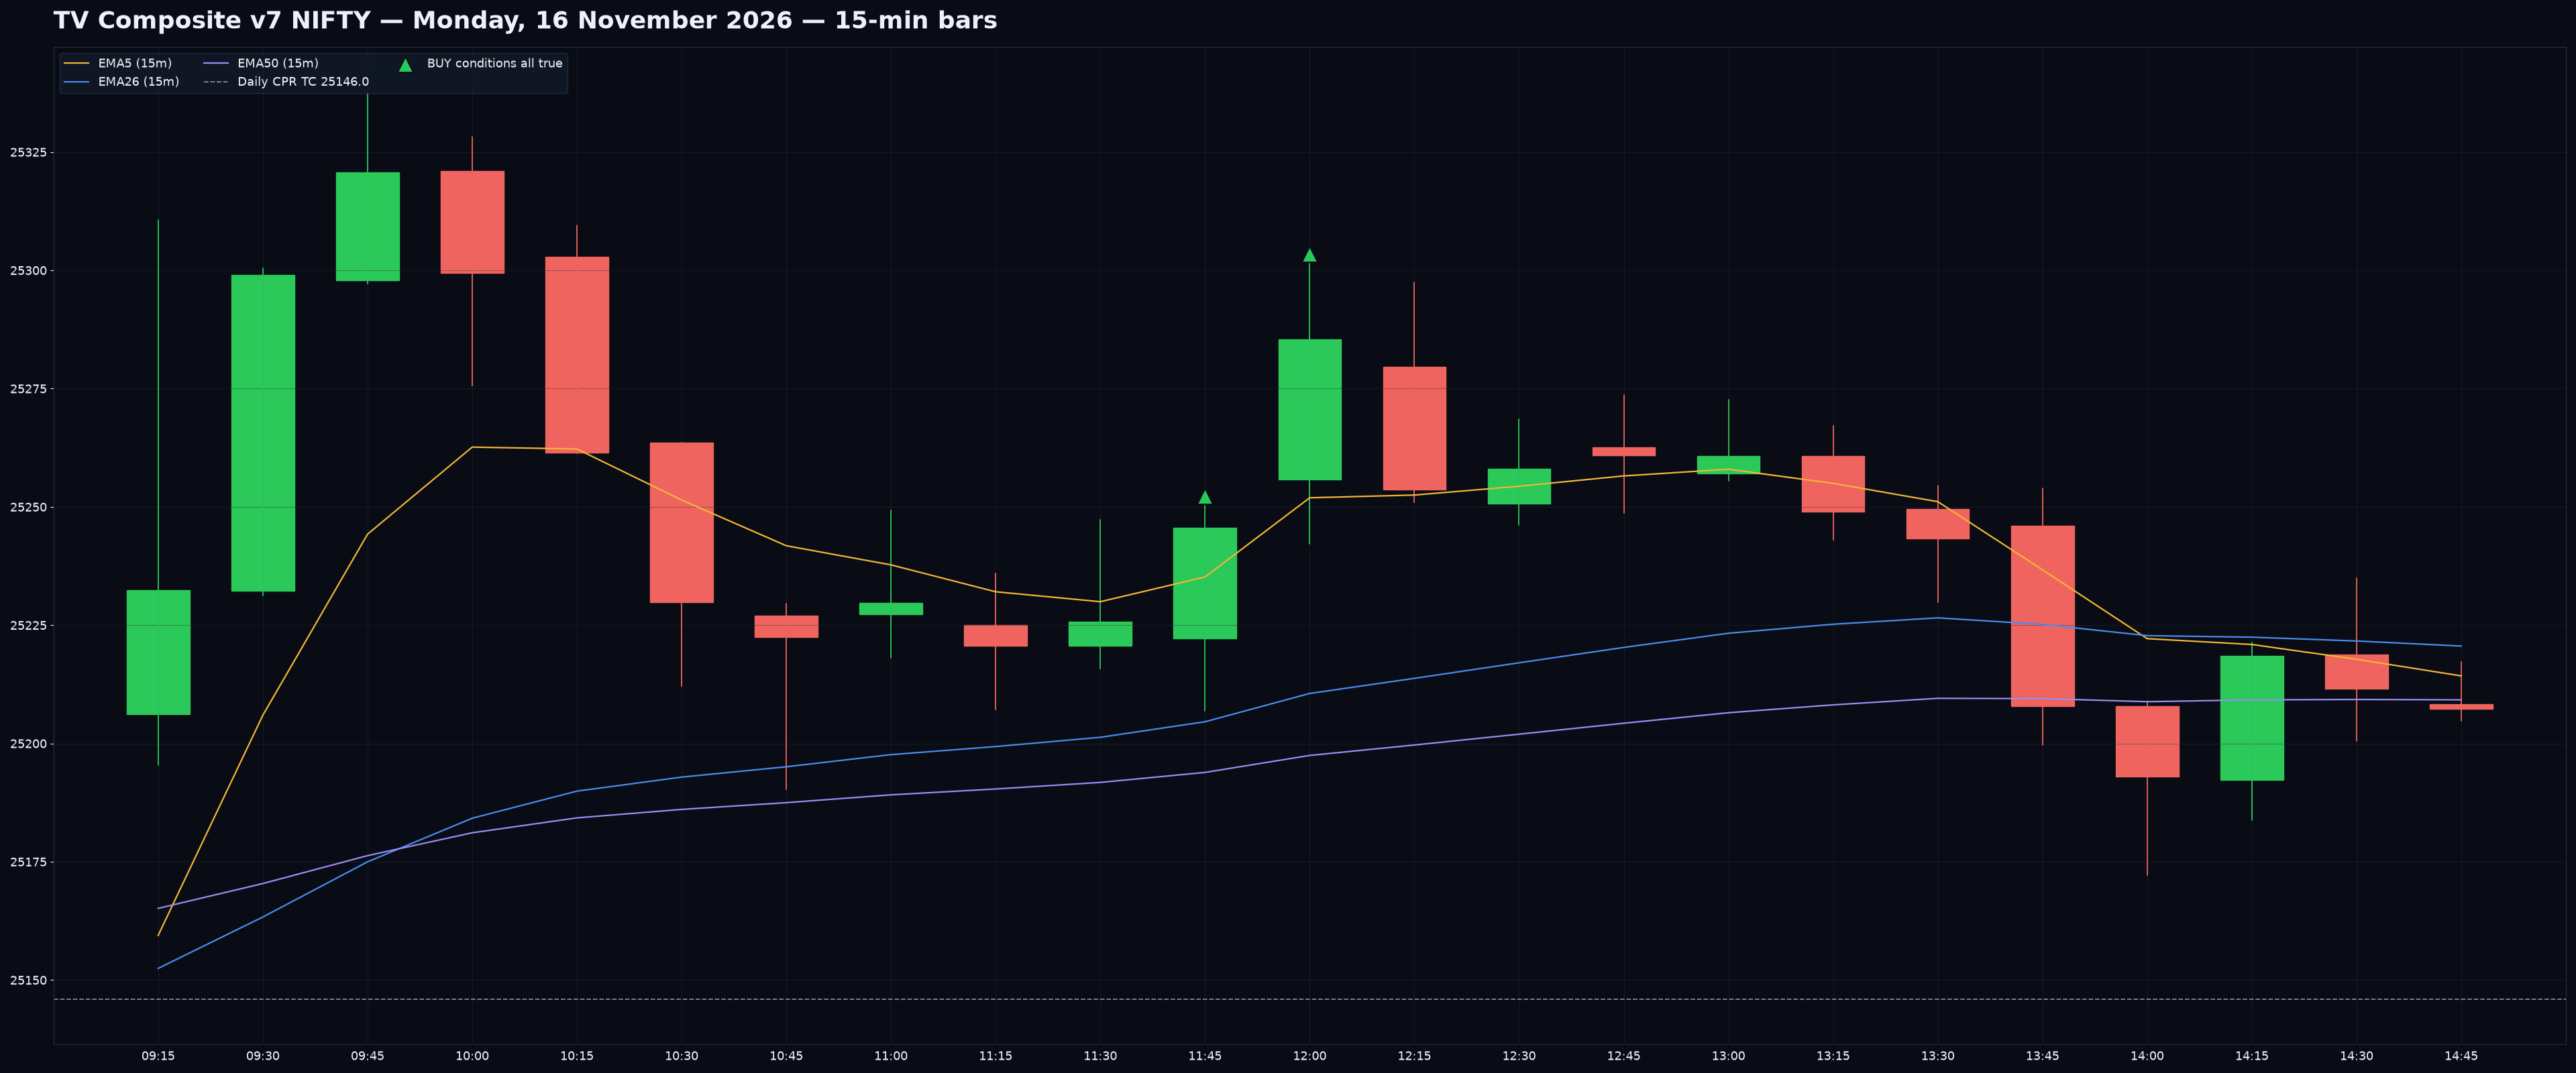 TV Composite v7 NIFTY — Monday, 16 November 2026 — 15-min bars
EMA5 (15m)
EMA26 (15m)
EMA50 (15m)
Daily CPR TC 25146.0
BUY conditions all true
25325
25300
25275
25250
25225
25200
25175
25150
09:15 09:30 09:45 10:00 10:15 10:30 10:45 11:00 11:15 11:30 11:45 12:00 12:15 12:30 12:45 13:00 13:15 13:30 13:45 14:00 14:15 14:30 14:45